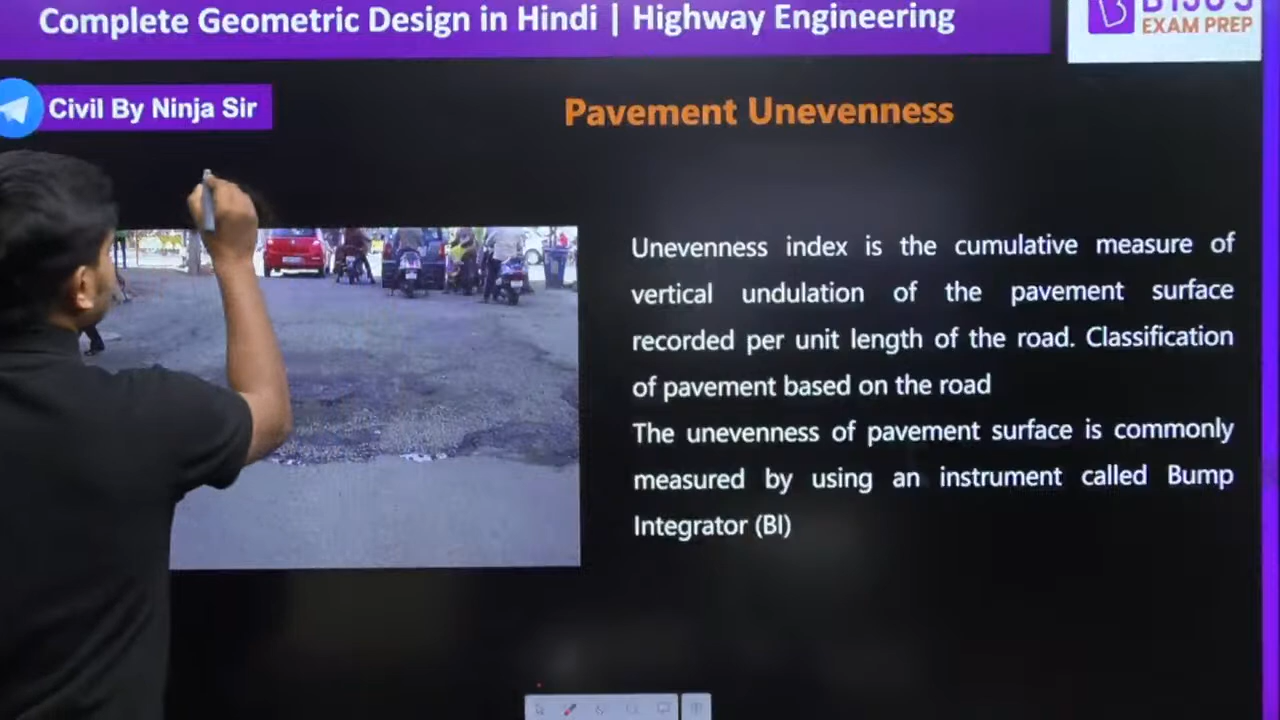 Complete Geometric Design in Hindi | Highway Engineering
BYJU'S
EXAM PREP
Civil By Ninja Sir
Pavement Unevenness
Unevenness index is the cumulative measure of
vertical undulation of the pavement surface
recorded per unit length of the road. Classification
of pavement based on the road
The unevenness of pavement surface is commonly
measured by using an instrument called Bump
Integrator (BI)